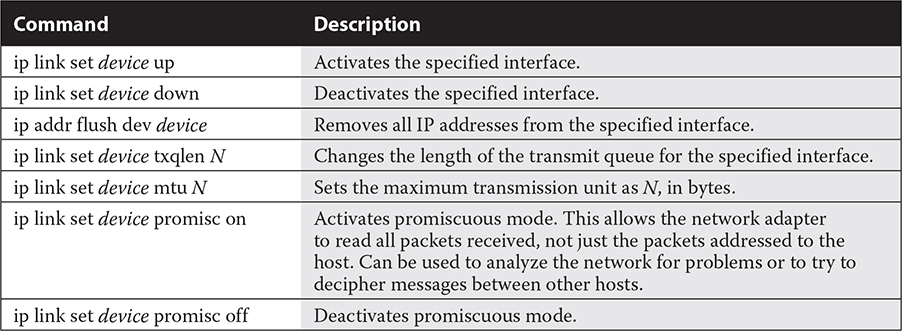 Command Description
ip link set device up Activates the specified interface.
ip link set device down Deactivates the specified interface.
ip addr flush dev device Removes all IP addresses from the specified interface.
ip link set device txqlen N Changes the length of the transmit queue for the specified interface.
ip link set device mtu N Sets the maximum transmission unit as N, in bytes.
ip link set device promisc on Activates promiscuous mode. This allows the network adapter
to read all packets received, not just the packets addressed to the
host. Can be used to analyze the network for problems or to try to
decipher messages between other hosts.
ip link set device promisc off Deactivates promiscuous mode.